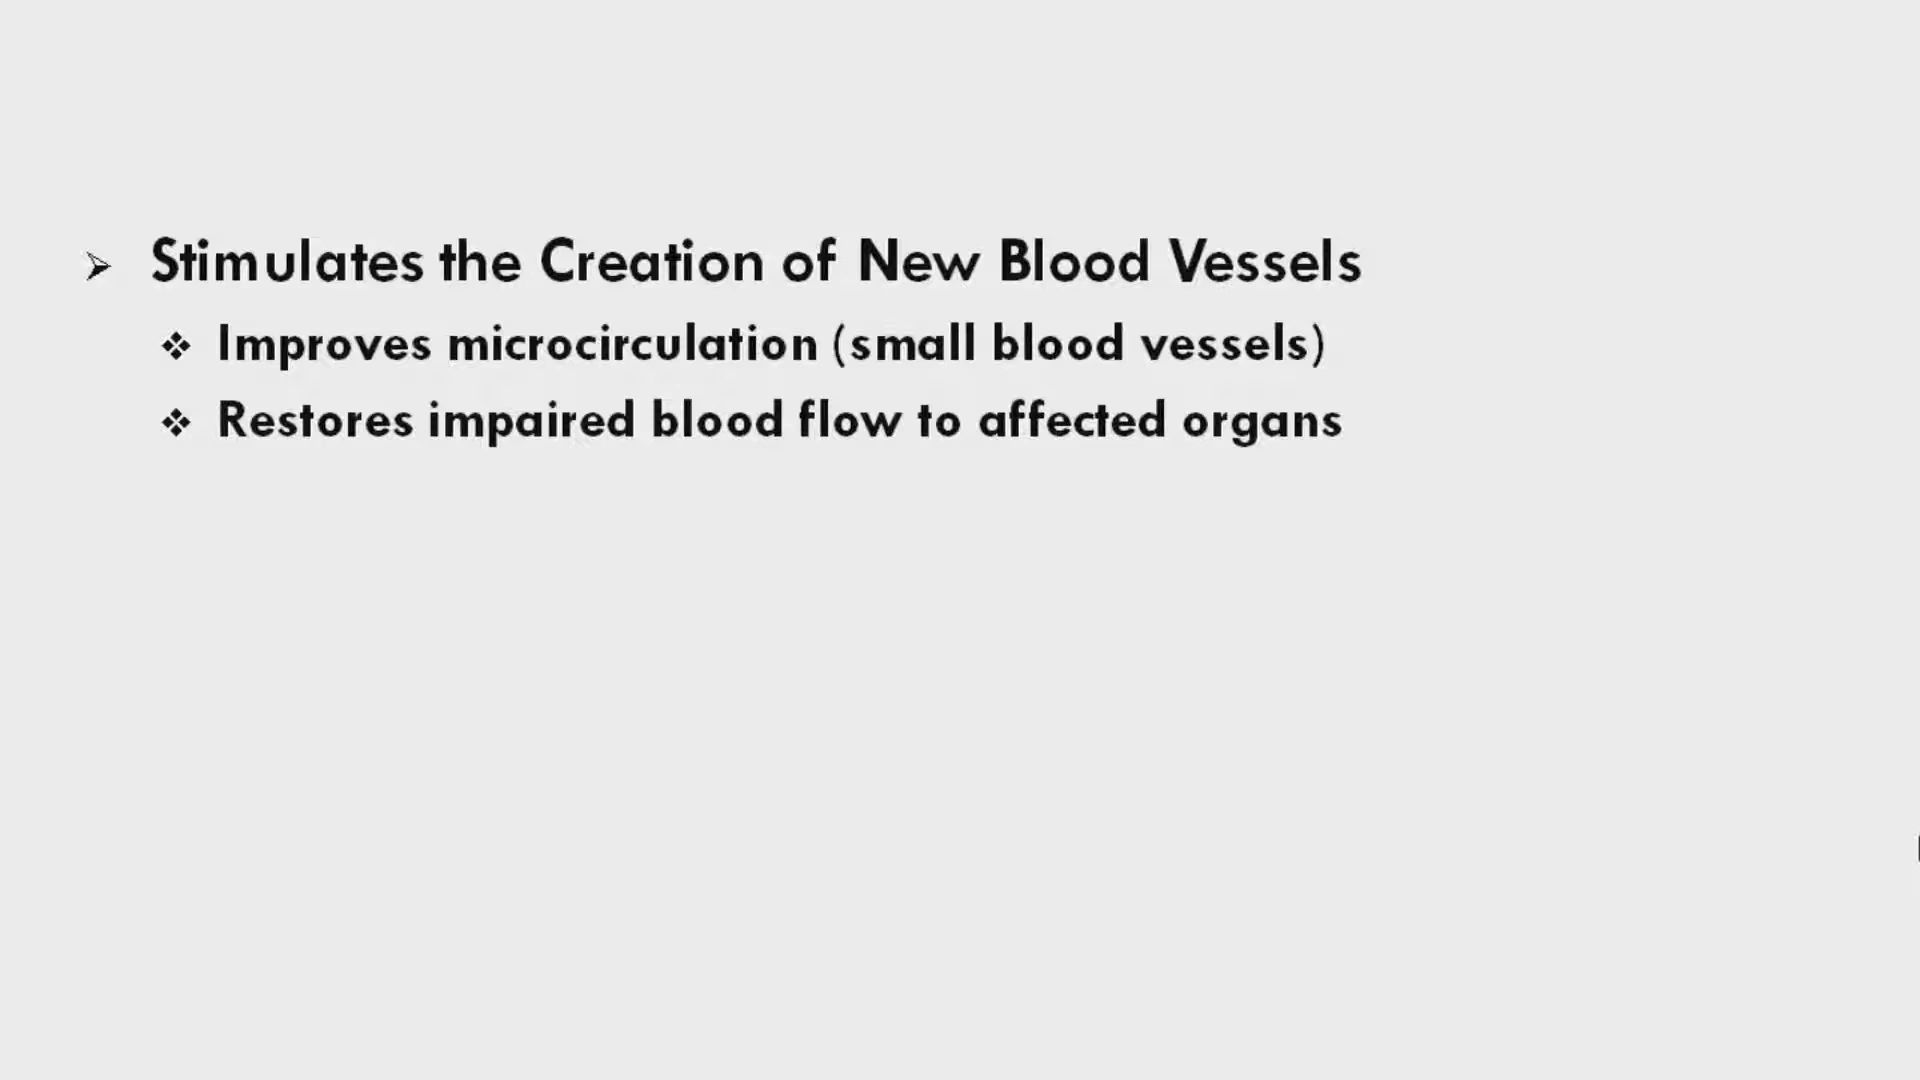 ➢ Stimulates the Creation of New Blood Vessels
❖ Improves microcirculation (small blood vessels)
❖ Restores impaired blood flow to affected organs